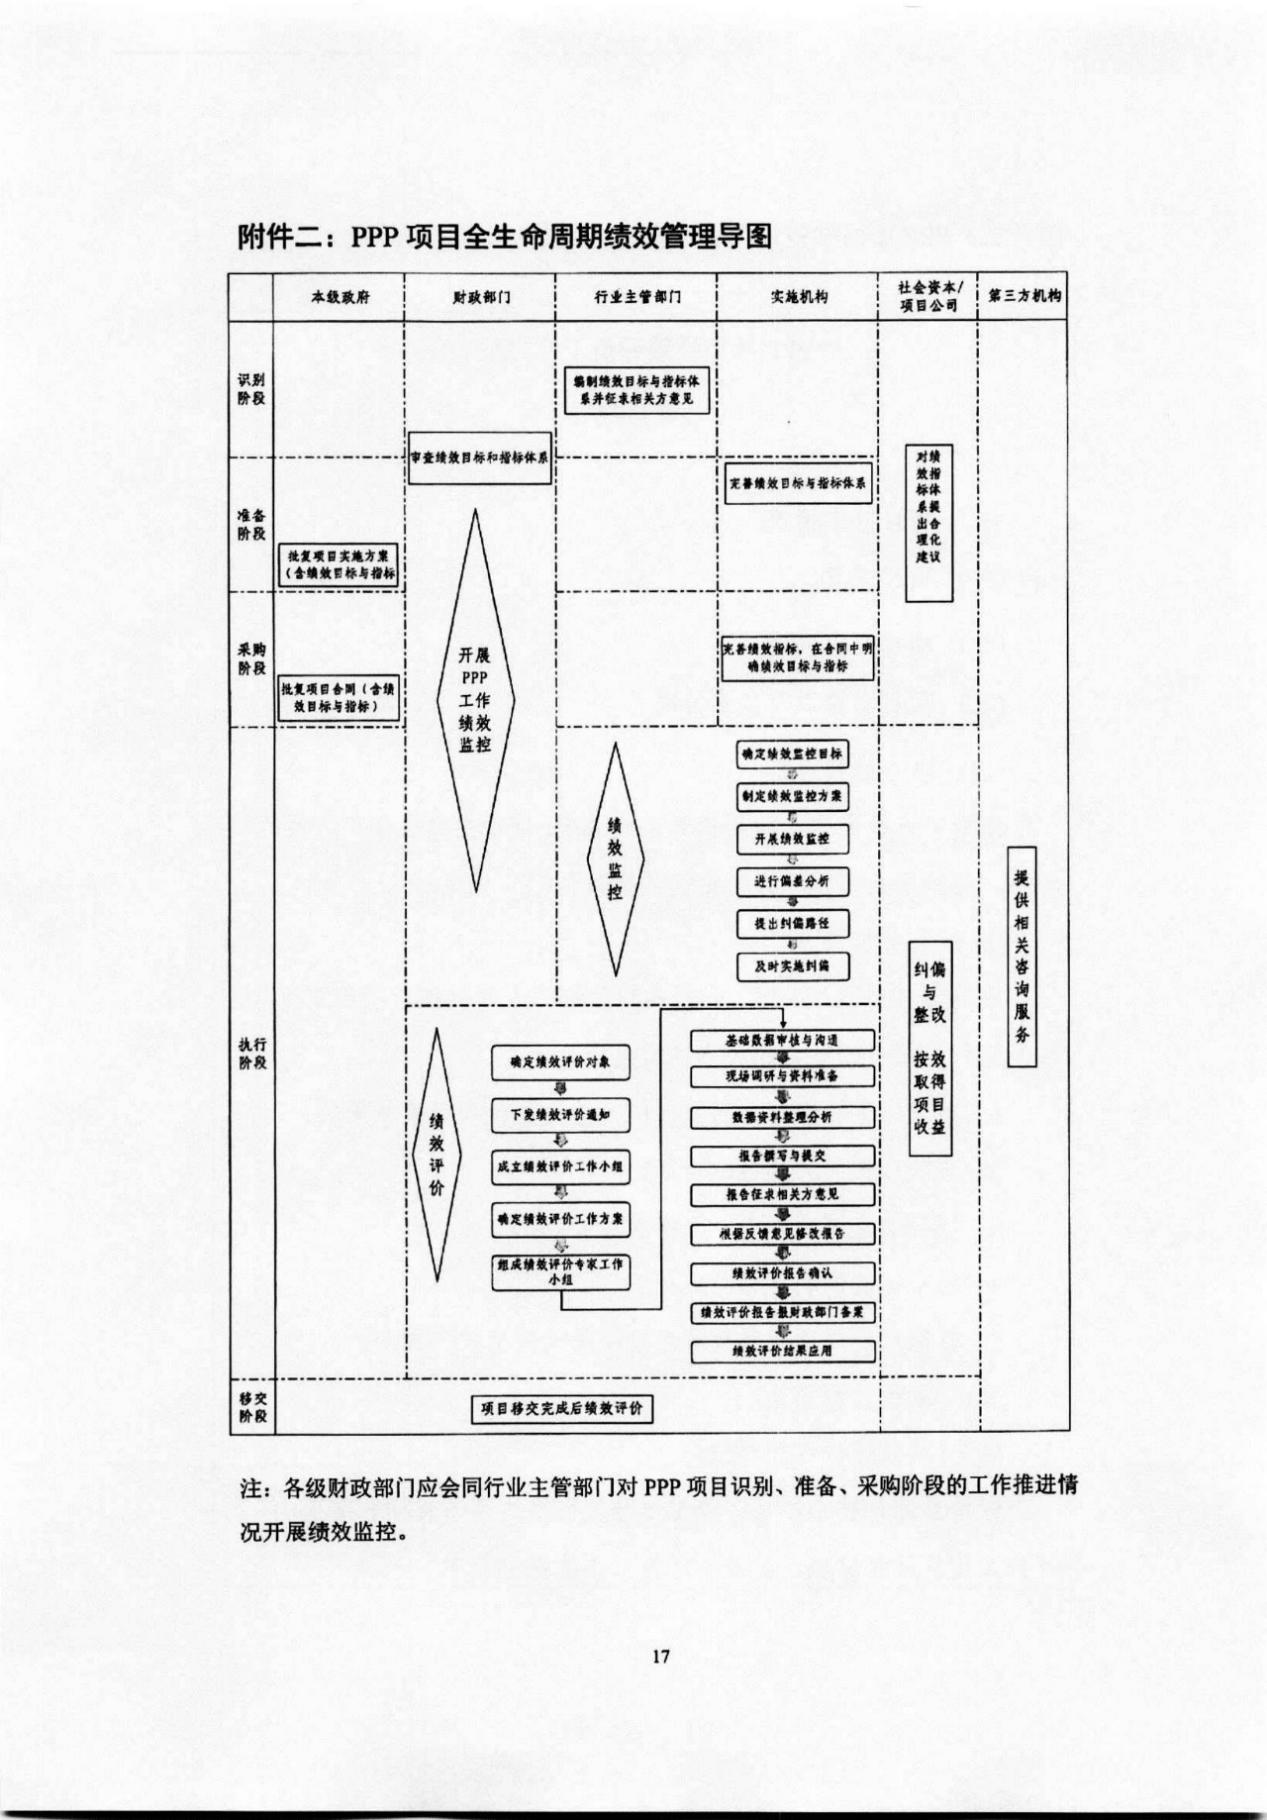 附件二：PPP 项目全生命周期绩效管理导图
本级政府
财政部门
行业主管部门
实施机构
社会资本/
项目公司
第三方机构
识别
阶段
编制绩效目标与指标体
系并征求相关方意见
审查绩效目标和指标体系
准备
阶段
完善绩效目标与指标体系
对绩
效指
标体
系提
出合
理化
建议
批复项目实施方案
（含绩效目标与指标
采购
阶段
完善绩效指标，在合同中明
确绩效目标与指标
批复项目合同（含绩
效目标与指标）
开展
PPP
工作
绩效
监控
执行
阶段
绩
效
监
控
确定绩效监控目标
制定绩效监控方案
开展绩效监控
进行偏差分析
提出纠偏路径
及时实施纠偏
绩
效
评
价
确定绩效评价对象
下发绩效评价通知
成立绩效评价工作小组
确定绩效评价工作方案
组成绩效评价专家工作
小组
基础数据审核与沟通
现场调研与资料准备
数据资料整理分析
报告撰写与提交
报告征求相关方意见
根据反馈意见修改报告
绩效评价报告确认
绩效评价报告报财政部门备案
绩效评价结果应用
纠偏
与
整改
按效
取得
项目
收益
提
供
相
关
咨
询
服
务
移交
阶段
项目移交完成后绩效评价
注：各级财政部门应会同行业主管部门对 PPP 项目识别、准备、采购阶段的工作推进情
况开展绩效监控。
17